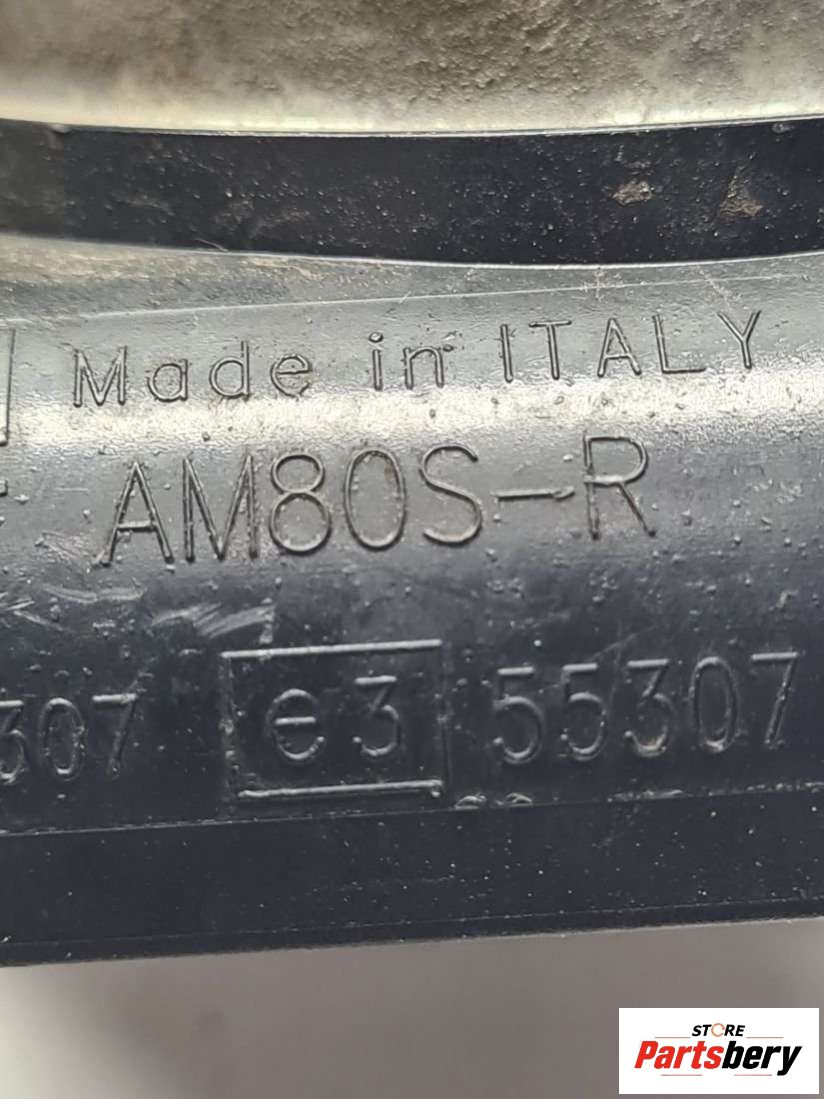 Made in ITALY
AM80S-R
307 e3 55307
STORE
Partsbery